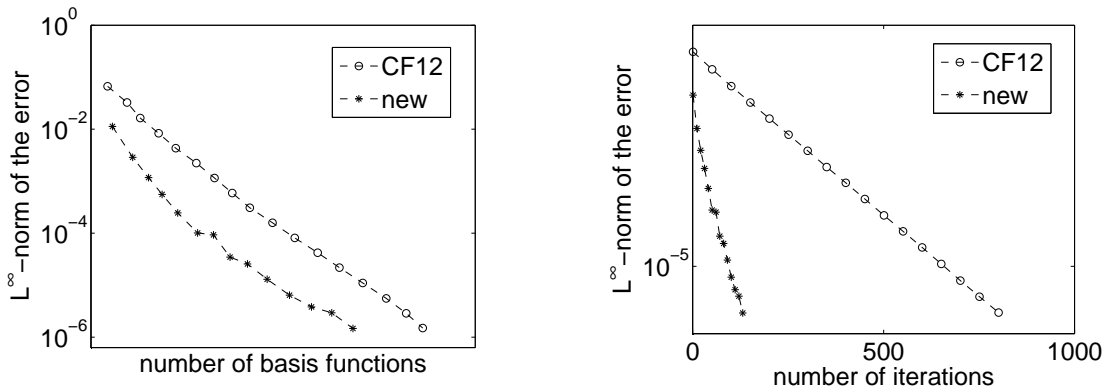 10^0
10^-2
10^-4
10^-6
L^∞-norm of the error
number of basis functions
CF12
new
10^-5
L^∞-norm of the error
0
500
1000
number of iterations
CF12
new